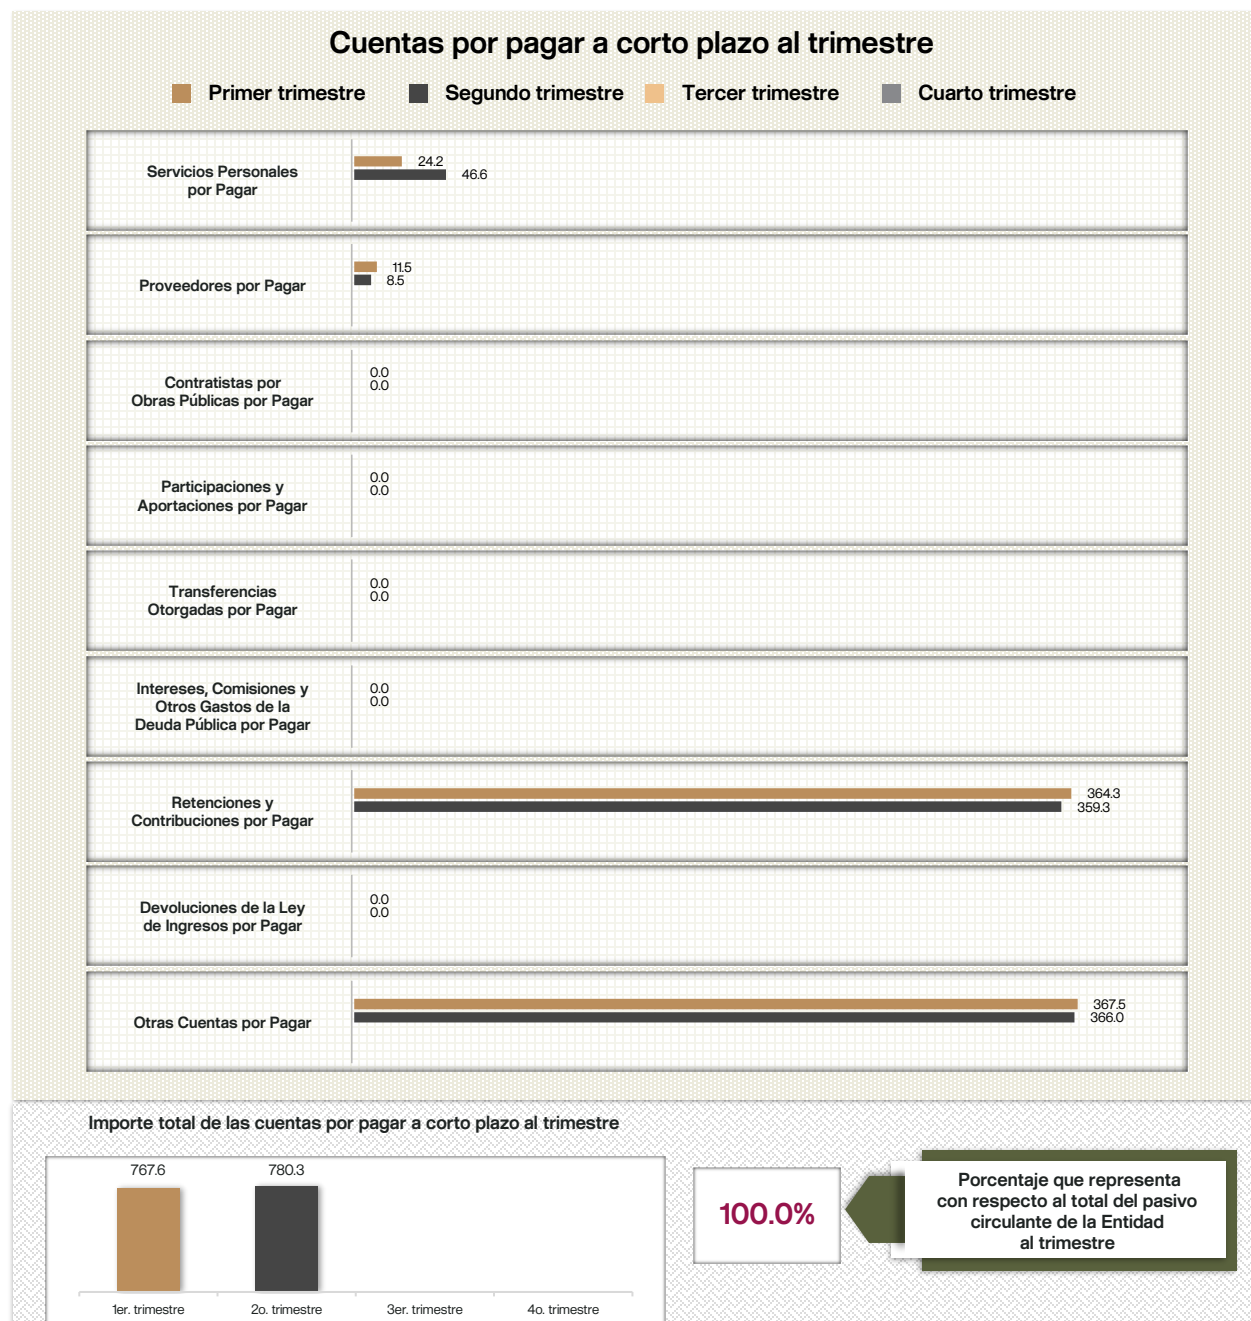 Cuentas por pagar a corto plazo al trimestre
Primer trimestre Segundo trimestre Tercer trimestre Cuarto trimestre
Servicios Personales
por Pagar
24.2
46.6
Proveedores por Pagar
11.5
8.5
Contratistas por
Obras Públicas por Pagar
0.0
0.0
Participaciones y
Aportaciones por Pagar
0.0
0.0
Transferencias
Otorgadas por Pagar
0.0
0.0
Intereses, Comisiones y
Otros Gastos de la
Deuda Pública por Pagar
0.0
0.0
Retenciones y
Contribuciones por Pagar
364.3
359.3
Devoluciones de la Ley
de Ingresos por Pagar
0.0
0.0
Otras Cuentas por Pagar
367.5
366.0
Importe total de las cuentas por pagar a corto plazo al trimestre
767.6 780.3
1er. trimestre 2o. trimestre 3er. trimestre 4o. trimestre
100.0%
Porcentaje que representa
con respecto al total del pasivo
circulante de la Entidad
al trimestre